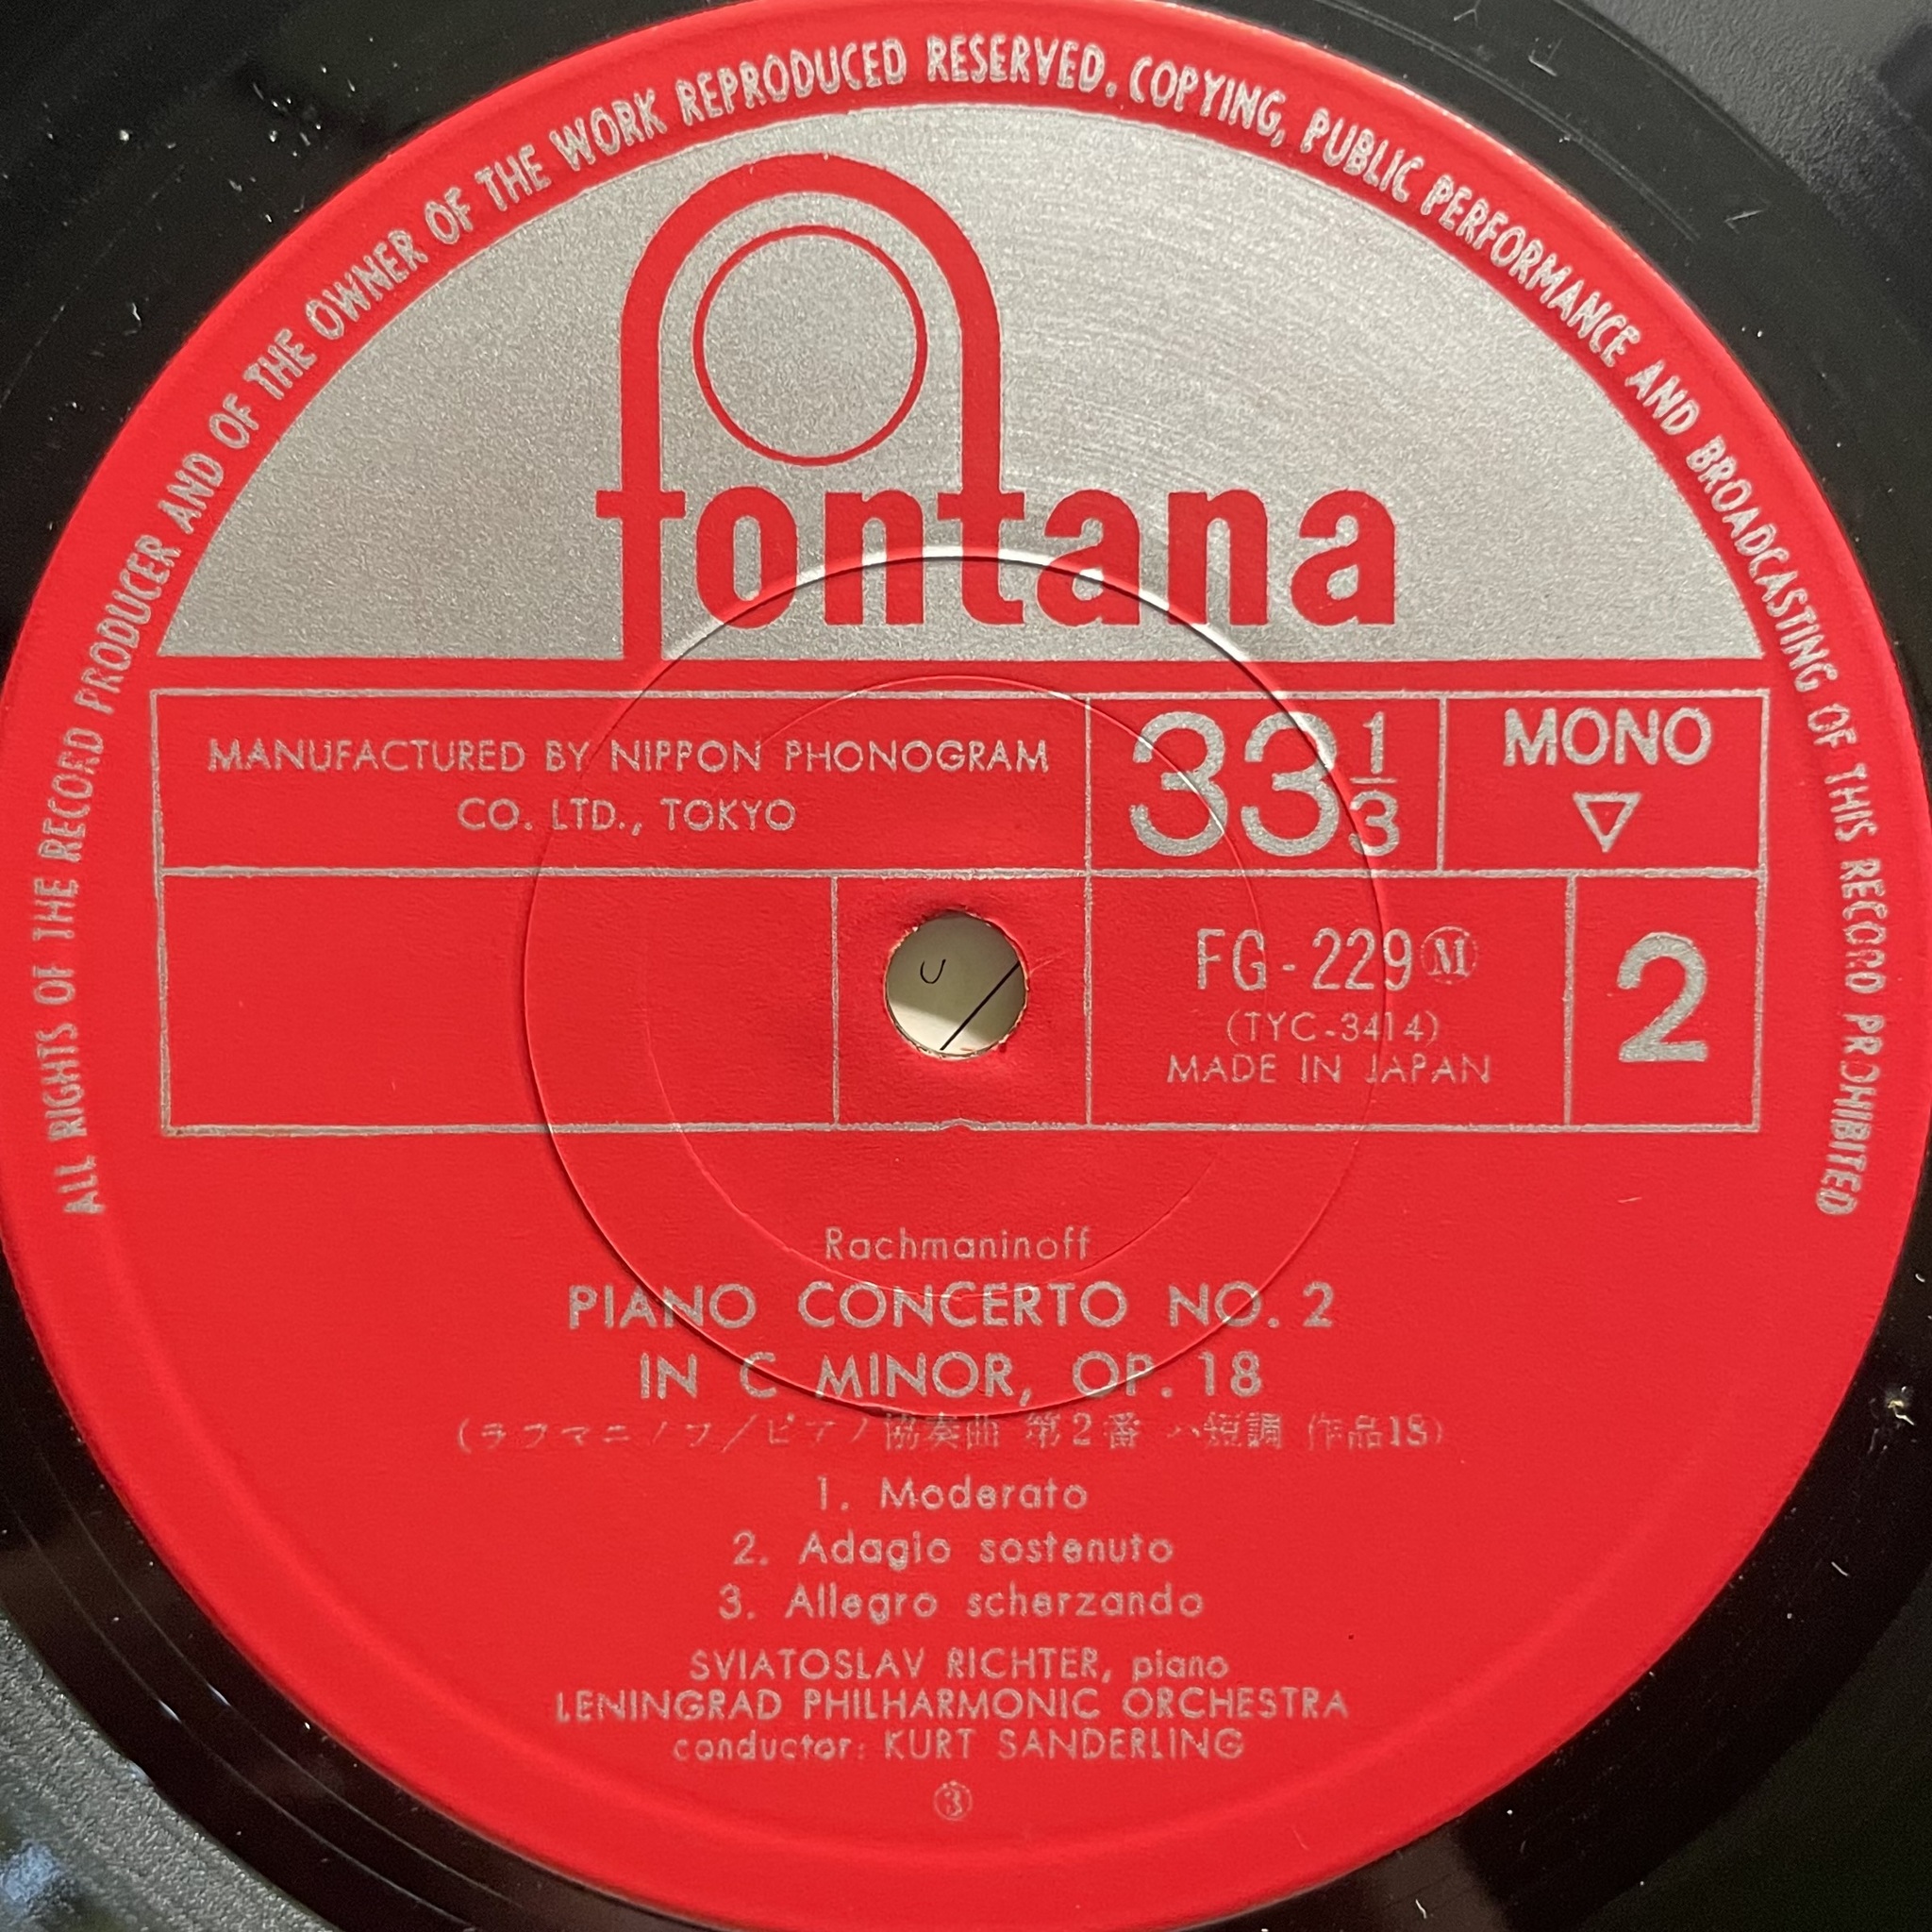 ALL RIGHTS OF THE RECORD PRODUCER AND OF THE OWNER OF THE WORK REPRODUCED RESERVED. COPYING, PUBLIC PERFORMANCE AND BROADCASTING OF THIS RECORD PROHIBITED
fontana
MANUFACTURED BY NIPPON PHONOGRAM
CO. LTD., TOKYO
33 1/3
MONO
▽
FG-229 Ⓜ
(TYC-3414)
MADE IN JAPAN
2
Rachmaninoff
PIANO CONCERTO NO. 2
IN C MINOR, OP. 18
(ラフマニノフ/ピアノ協奏曲 第2番 ハ短調 作品18)
1. Moderato
2. Adagio sostenuto
3. Allegro scherzando
SVIATOSLAV RICHTER, piano
LENINGRAD PHILHARMONIC ORCHESTRA
conductor: KURT SANDERLING
③